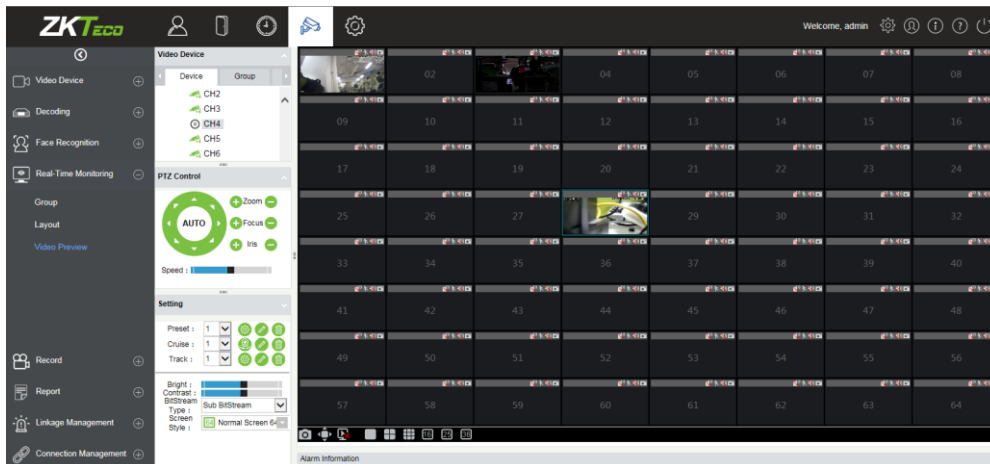 ZKTeco
Welcome, admin
Video Device
Decoding
Face Recognition
Real-Time Monitoring
Group
Layout
Video Preview
Record
Report
Linkage Management
Connection Management
Video Device
Device Group
CH2
CH3
CH4
CH5
CH6
PTZ Control
AUTO
Zoom
Focus
Iris
Speed :
Setting
Preset : 1
Cruise : 1
Track : 1
Bright :
Contrast :
BitStream
Type : Sub BitStream
Screen
Style : 64 Normal Screen 64
02 04 05 06 07 08
09 10 11 12 13 14 15 16
17 18 19 20 21 22 23 24
25 26 27 29 30 31 32
33 34 35 36 37 38 39 40
41 42 43 44 45 46 47 48
49 50 51 52 53 54 55 56
57 58 59 60 61 62 63 64
Alarm Information